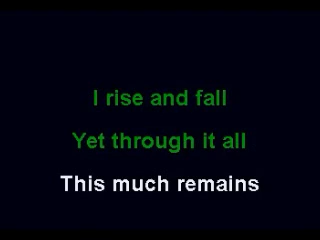 I rise and fall
Yet through it all
This much remains